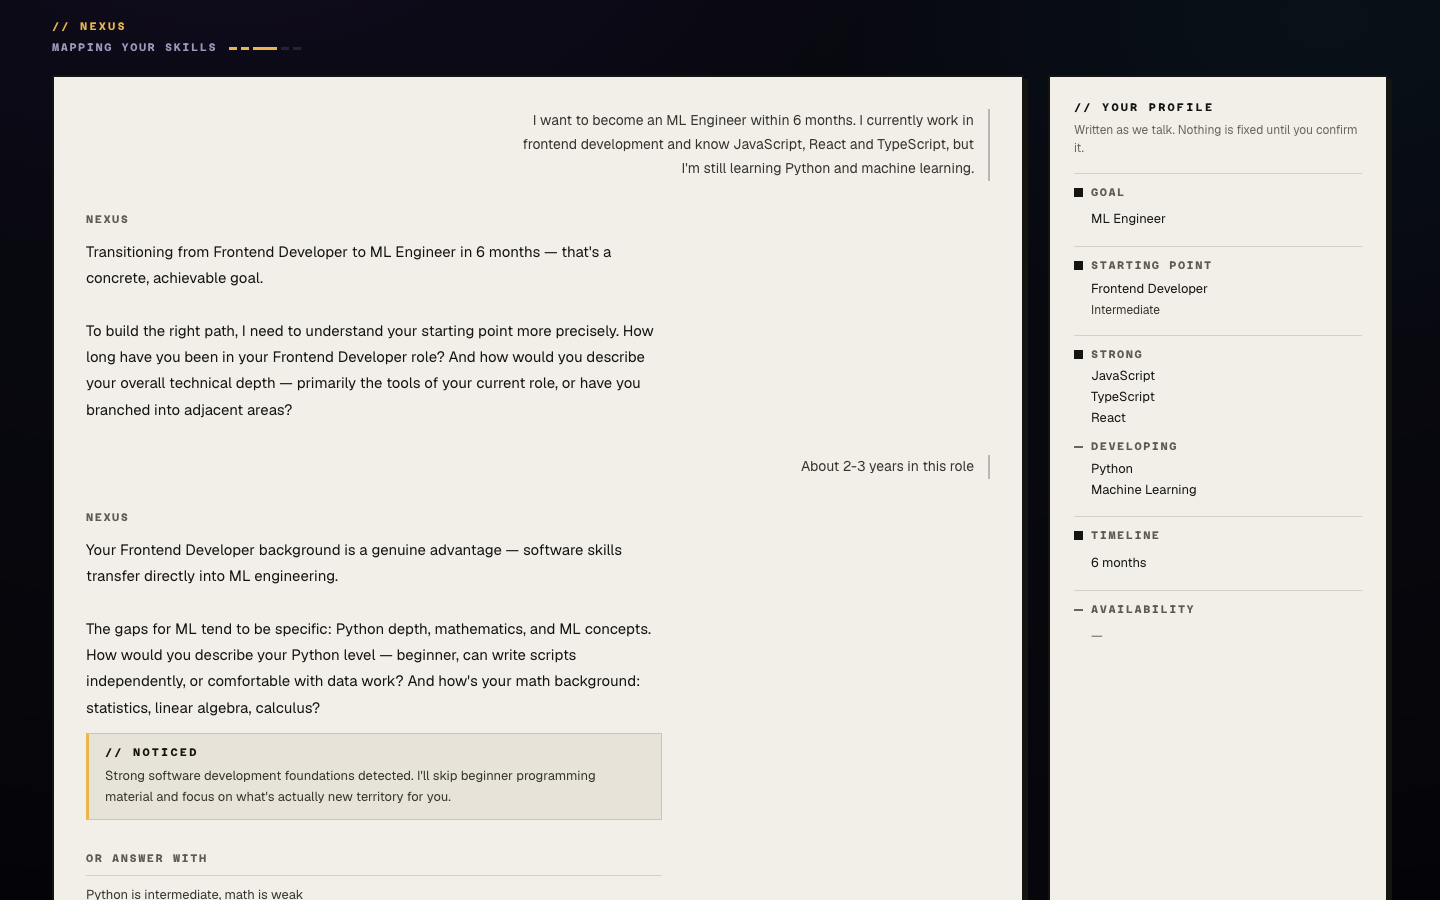 // NEXUS
MAPPING YOUR SKILLS
I want to become an ML Engineer within 6 months. I currently work in
frontend development and know JavaScript, React and TypeScript, but
I'm still learning Python and machine learning.
NEXUS
Transitioning from Frontend Developer to ML Engineer in 6 months — that's a
concrete, achievable goal.
To build the right path, I need to understand your starting point more precisely. How
long have you been in your Frontend Developer role? And how would you describe
your overall technical depth — primarily the tools of your current role, or have you
branched into adjacent areas?
About 2-3 years in this role
NEXUS
Your Frontend Developer background is a genuine advantage — software skills
transfer directly into ML engineering.
The gaps for ML tend to be specific: Python depth, mathematics, and ML concepts.
How would you describe your Python level — beginner, can write scripts
independently, or comfortable with data work? And how's your math background:
statistics, linear algebra, calculus?
// NOTICED
Strong software development foundations detected. I'll skip beginner programming
material and focus on what's actually new territory for you.
OR ANSWER WITH
Python is intermediate, math is weak
// YOUR PROFILE
Written as we talk. Nothing is fixed until you confirm
it.
GOAL
ML Engineer
STARTING POINT
Frontend Developer
Intermediate
STRONG
JavaScript
TypeScript
React
— DEVELOPING
Python
Machine Learning
TIMELINE
6 months
— AVAILABILITY
—